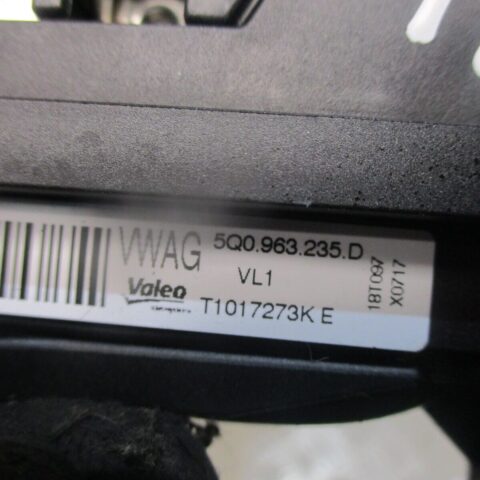 VWAG 5Q0.963.235.D
VL1
Valeo T1017273K E
18T097
X0717